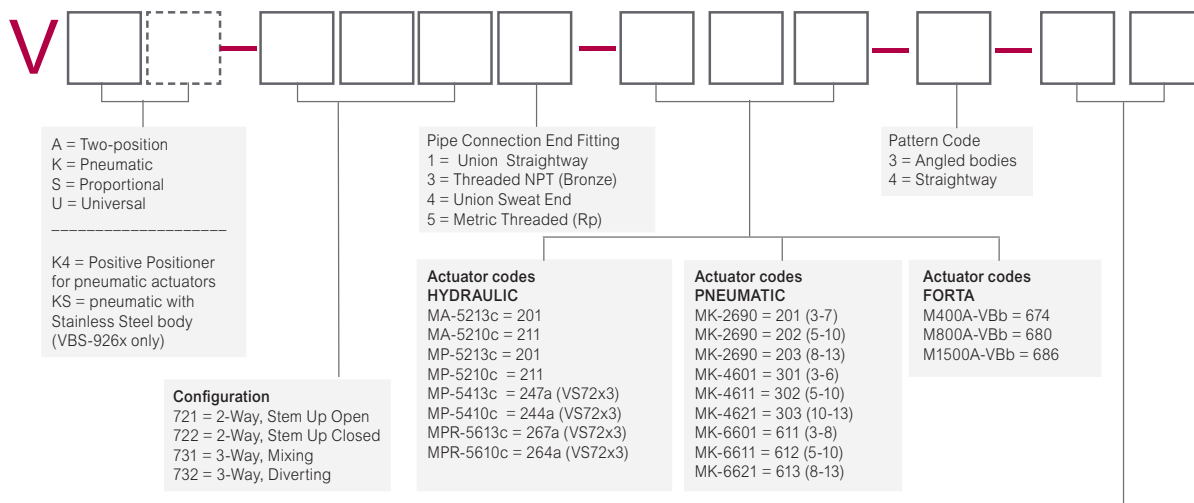 V
A = Two-position
K = Pneumatic
S = Proportional
U = Universal
_____________________
K4 = Positive Positioner
for pneumatic actuators
KS = pneumatic with
Stainless Steel body
(VBS-926x only)
Configuration
721 = 2-Way, Stem Up Open
722 = 2-Way, Stem Up Closed
731 = 3-Way, Mixing
732 = 3-Way, Diverting
Pipe Connection End Fitting
1 = Union Straightway
3 = Threaded NPT (Bronze)
4 = Union Sweat End
5 = Metric Threaded (Rp)
Actuator codes
HYDRAULIC
MA-5213c = 201
MA-5210c = 211
MP-5213c = 201
MP-5210c = 211
MP-5413c = 247a (VS72x3)
MP-5410c = 244a (VS72x3)
MPR-5613c = 267a (VS72x3)
MPR-5610c = 264a (VS72x3)
Actuator codes
PNEUMATIC
MK-2690 = 201 (3-7)
MK-2690 = 202 (5-10)
MK-2690 = 203 (8-13)
MK-4601 = 301 (3-6)
MK-4611 = 302 (5-10)
MK-4621 = 303 (10-13)
MK-6601 = 611 (3-8)
MK-6611 = 612 (5-10)
MK-6621 = 613 (8-13)
Actuator codes
FORTA
M400A-VBb = 674
M800A-VBb = 680
M1500A-VBb = 686
Pattern Code
3 = Angled bodies
4 = Straightway